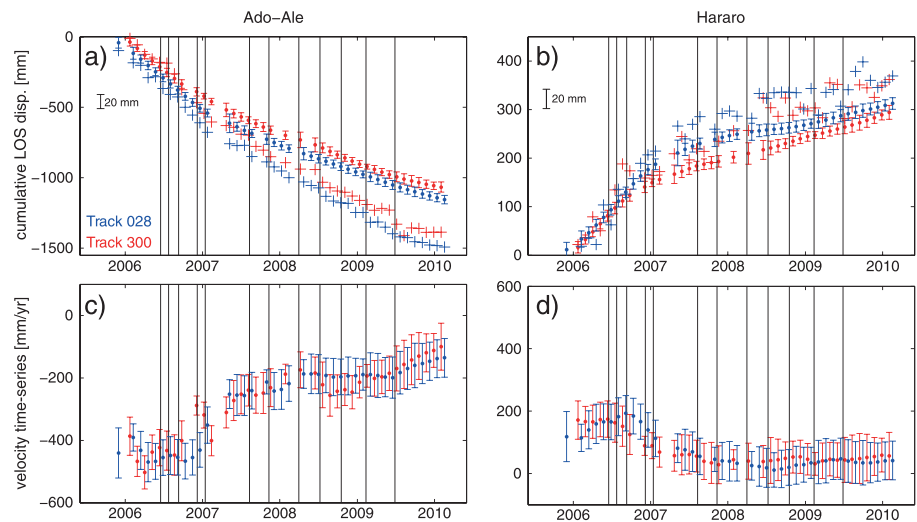 Ado−Ale
Hararo
a)
b)
cumulative LOS disp. [mm]
0
−500
−1000
−1500
20 mm
Track 028
Track 300
2006 2007 2008 2009 2010
400
300
200
100
0
20 mm
2006 2007 2008 2009 2010
c)
d)
velocity time−series [mm/yr]
0
−200
−400
−600
2006 2007 2008 2009 2010
600
400
200
0
2006 2007 2008 2009 2010